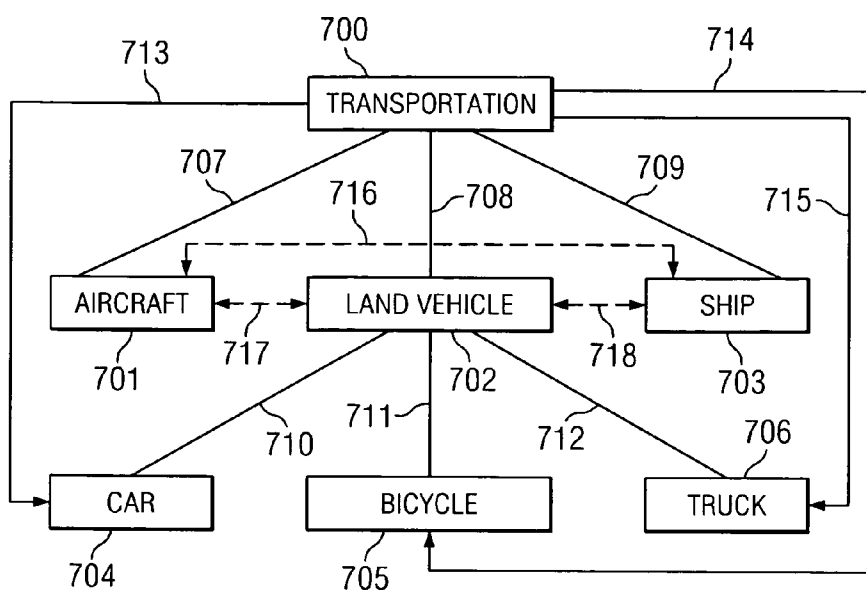 700
713
714
TRANSPORTATION
707
709
716
708
715
AIRCRAFT
LAND VEHICLE
SHIP
701
717
702
718
703
710
711
712
706
CAR
BICYCLE
TRUCK
704
705